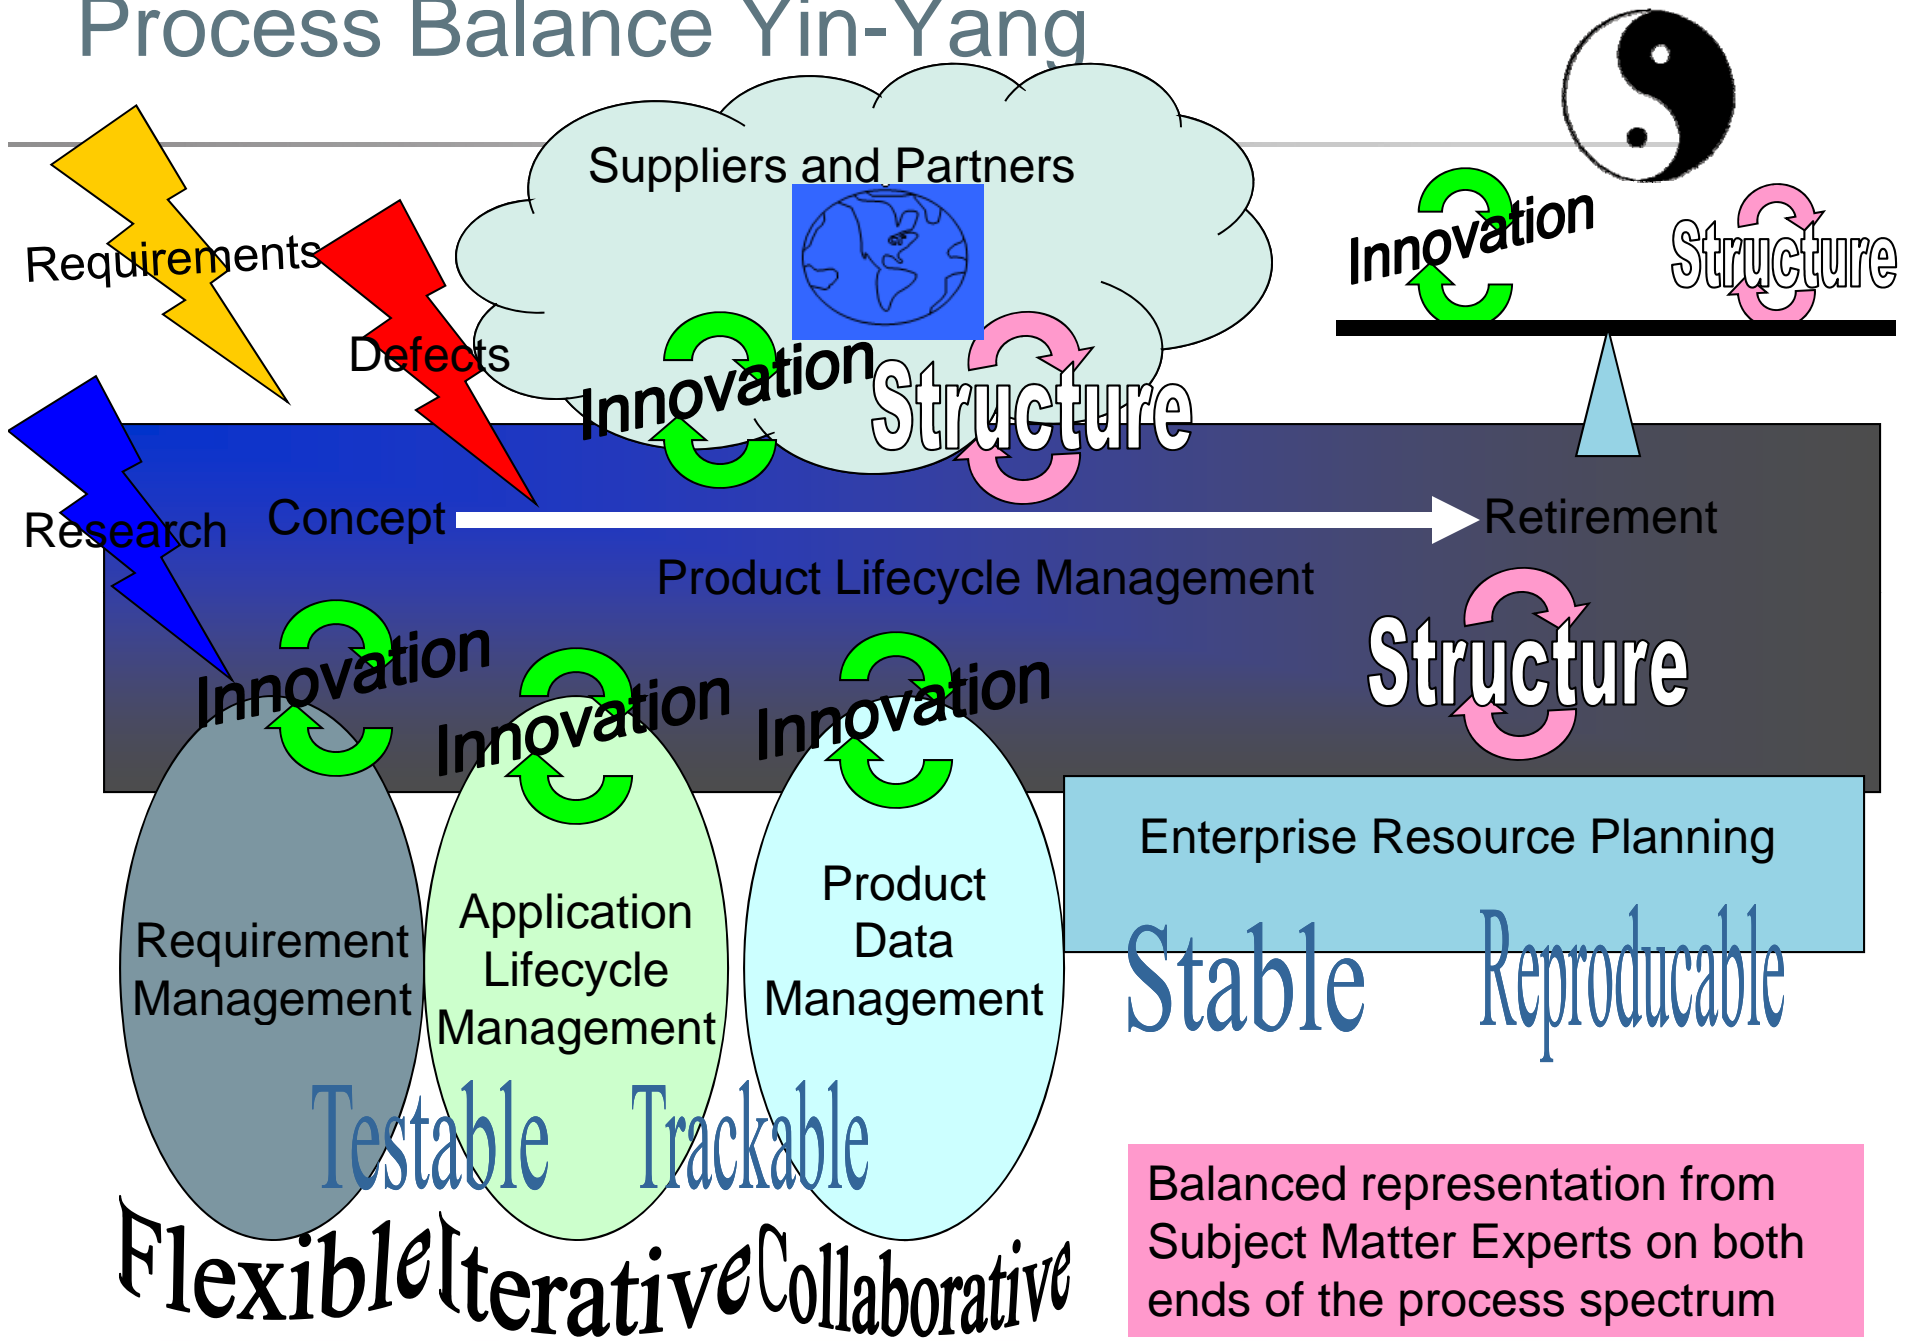 Process Balance Yin-Yang
Suppliers and Partners
Requirements
Innovation
Structure
Defects
Innovation
Structure
Research
Concept
Retirement
Product Lifecycle Management
Innovation
Innovation
Innovation
Structure
Enterprise Resource Planning
Requirement
Management
Application
Lifecycle
Management
Product
Data
Management
Stable
Reproducable
Testable
Trackable
Flexible
Iterative
Collaborative
Balanced representation from
Subject Matter Experts on both
ends of the process spectrum